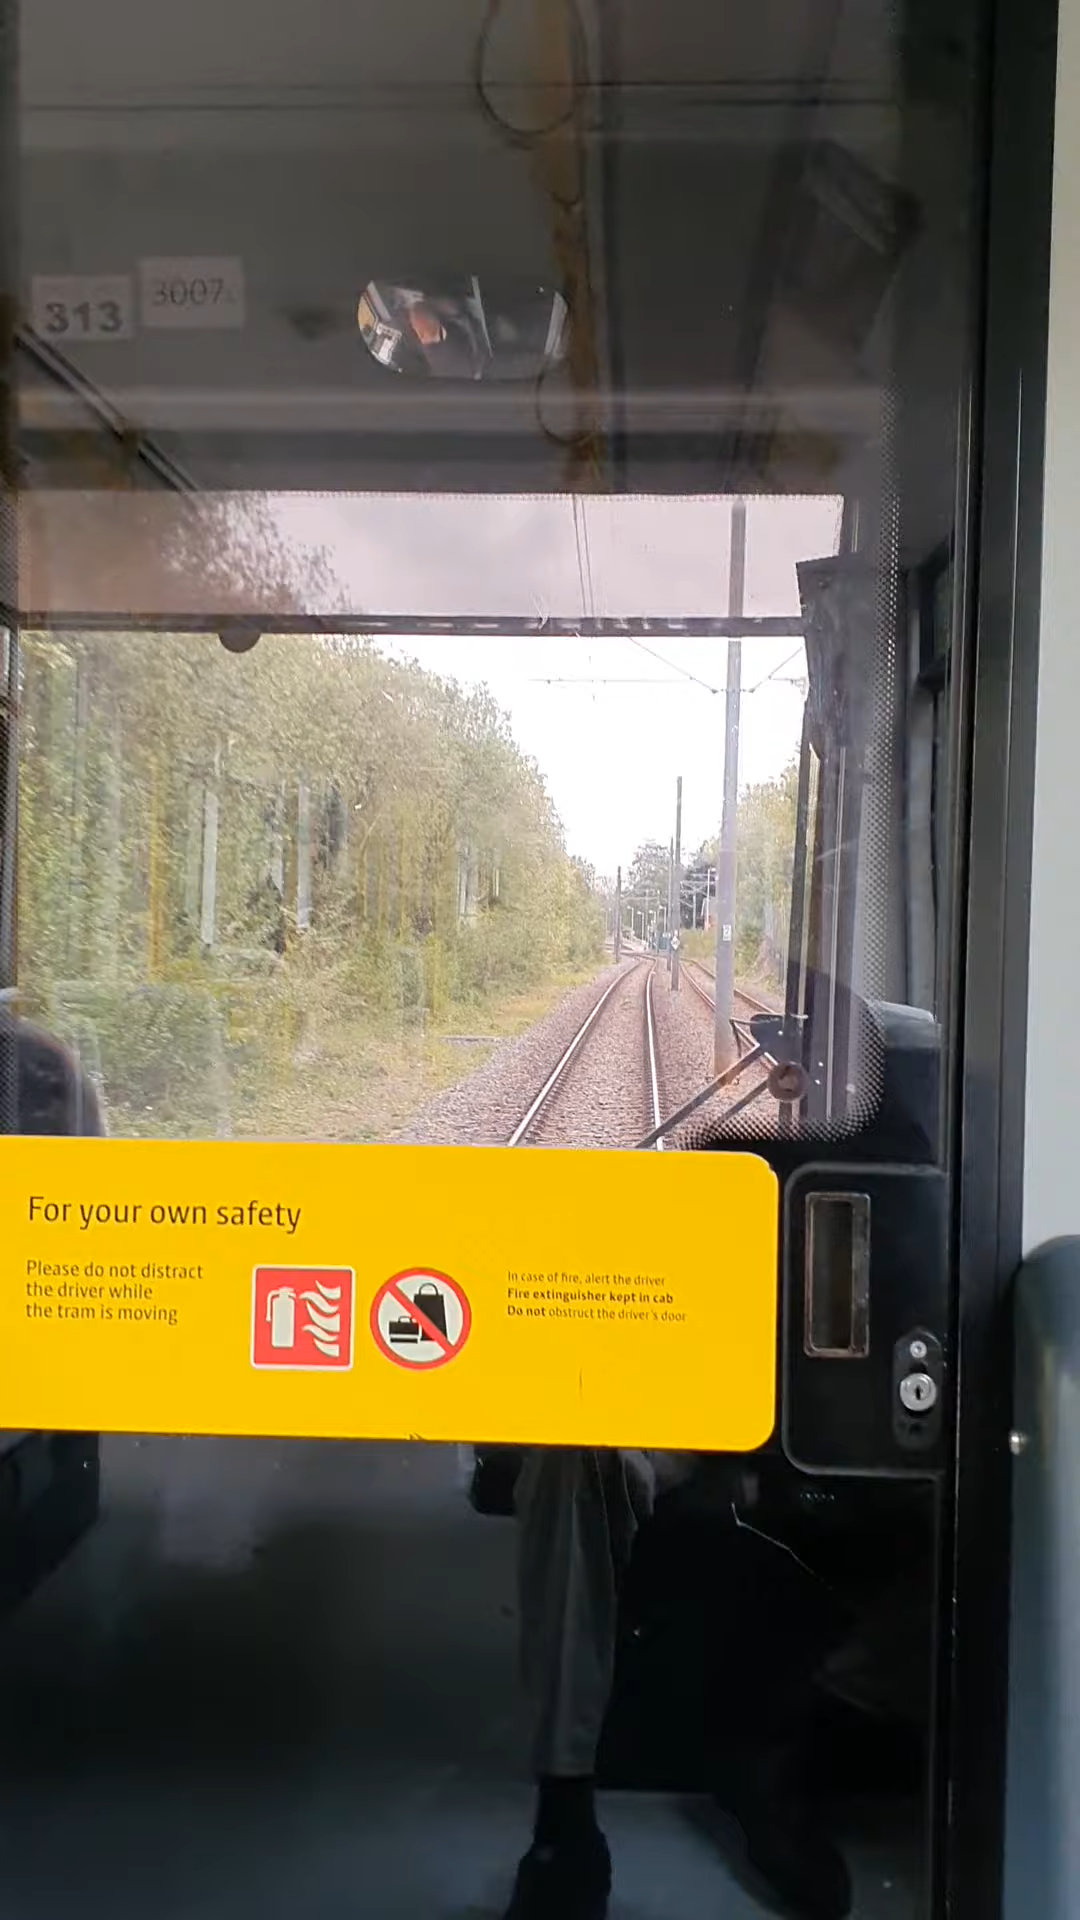 313
3007
For your own safety
Please do not distract
the driver while
the tram is moving
In case of fire, alert the driver
Fire extinguisher kept in cab
Do not obstruct the driver's door